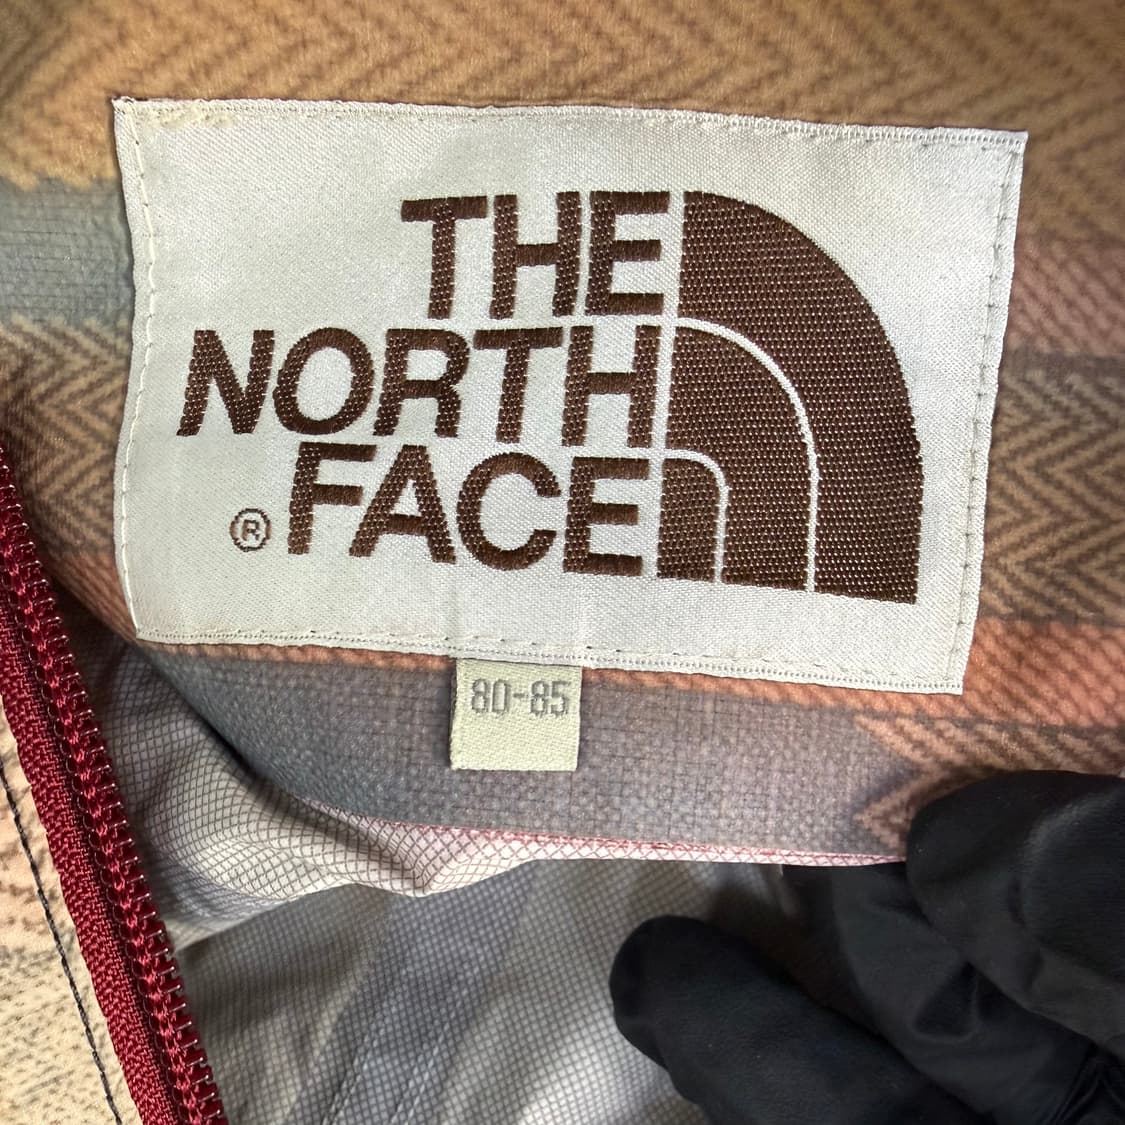 THE
NORTH
® FACE
80-85